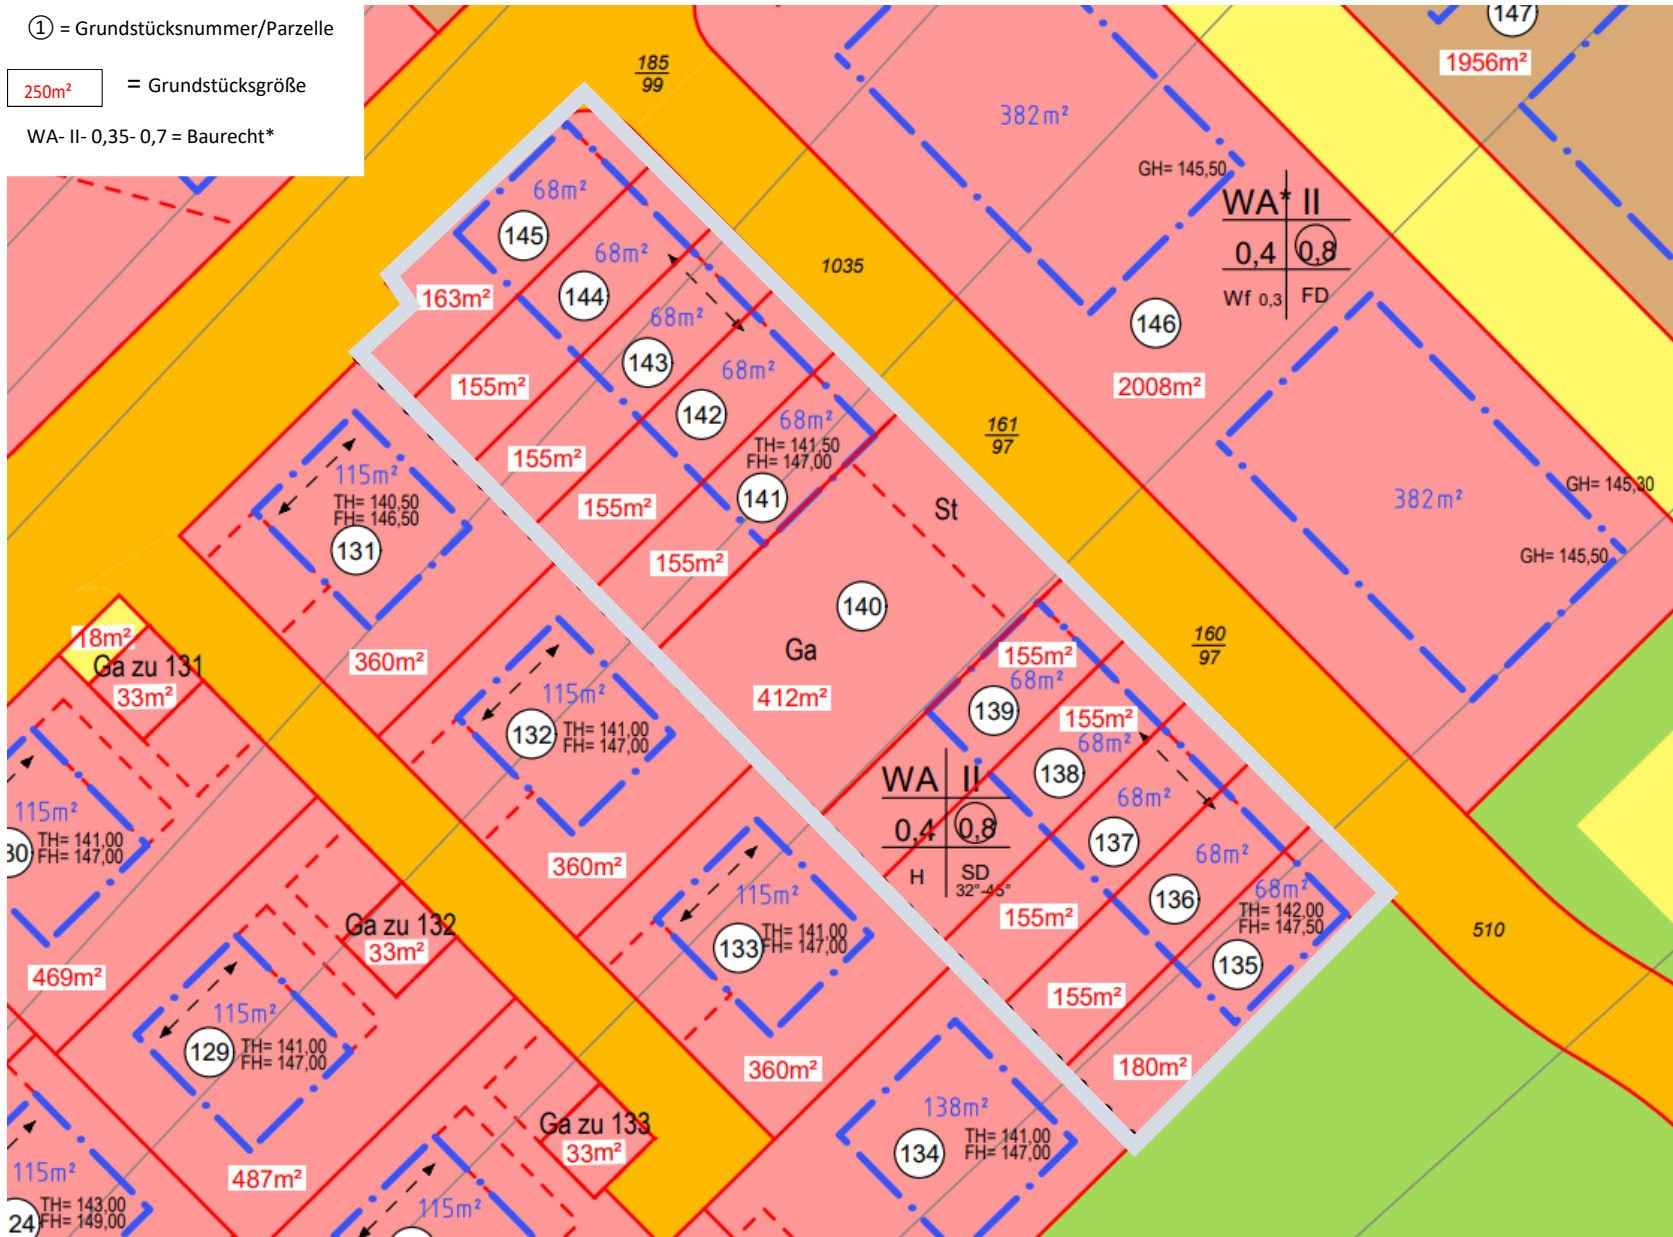 ① = Grundstücksnummer/Parzelle
250m² = Grundstücksgröße
WA- II- 0,35- 0,7 = Baurecht*
185
99
147
1956m²
382m²
GH= 145,50
WA* II
0,4 0,8
Wf 0,3 FD
146
2008m²
1035
68m²
145
163m²
68m²
144
155m²
68m²
143
155m²
68m²
142
155m²
68m²
TH= 141,50
FH= 147,00
141
155m²
161
97
382m²
GH= 145,30
GH= 145,50
115m²
TH= 140,50
FH= 146,50
131
360m²
St
140
Ga
412m²
160
97
18m²
Ga zu 131
33m²
115m²
132
TH= 141,00
FH= 147,00
360m²
155m²
68m²
139
155m²
68m²
138
WA II
0,4 0,8
H SD
32°-45°
68m²
137
155m²
68m²
136
155m²
68m²
TH= 142,00
FH= 147,50
135
180m²
510
115m²
30
TH= 141,00
FH= 147,00
469m²
Ga zu 132
33m²
115m²
133
TH= 141,00
FH= 147,00
360m²
115m²
129
TH= 141,00
FH= 147,00
487m²
Ga zu 133
33m²
138m²
134
TH= 141,00
FH= 147,00
115m²
24
TH= 143,00
FH= 149,00
115m²